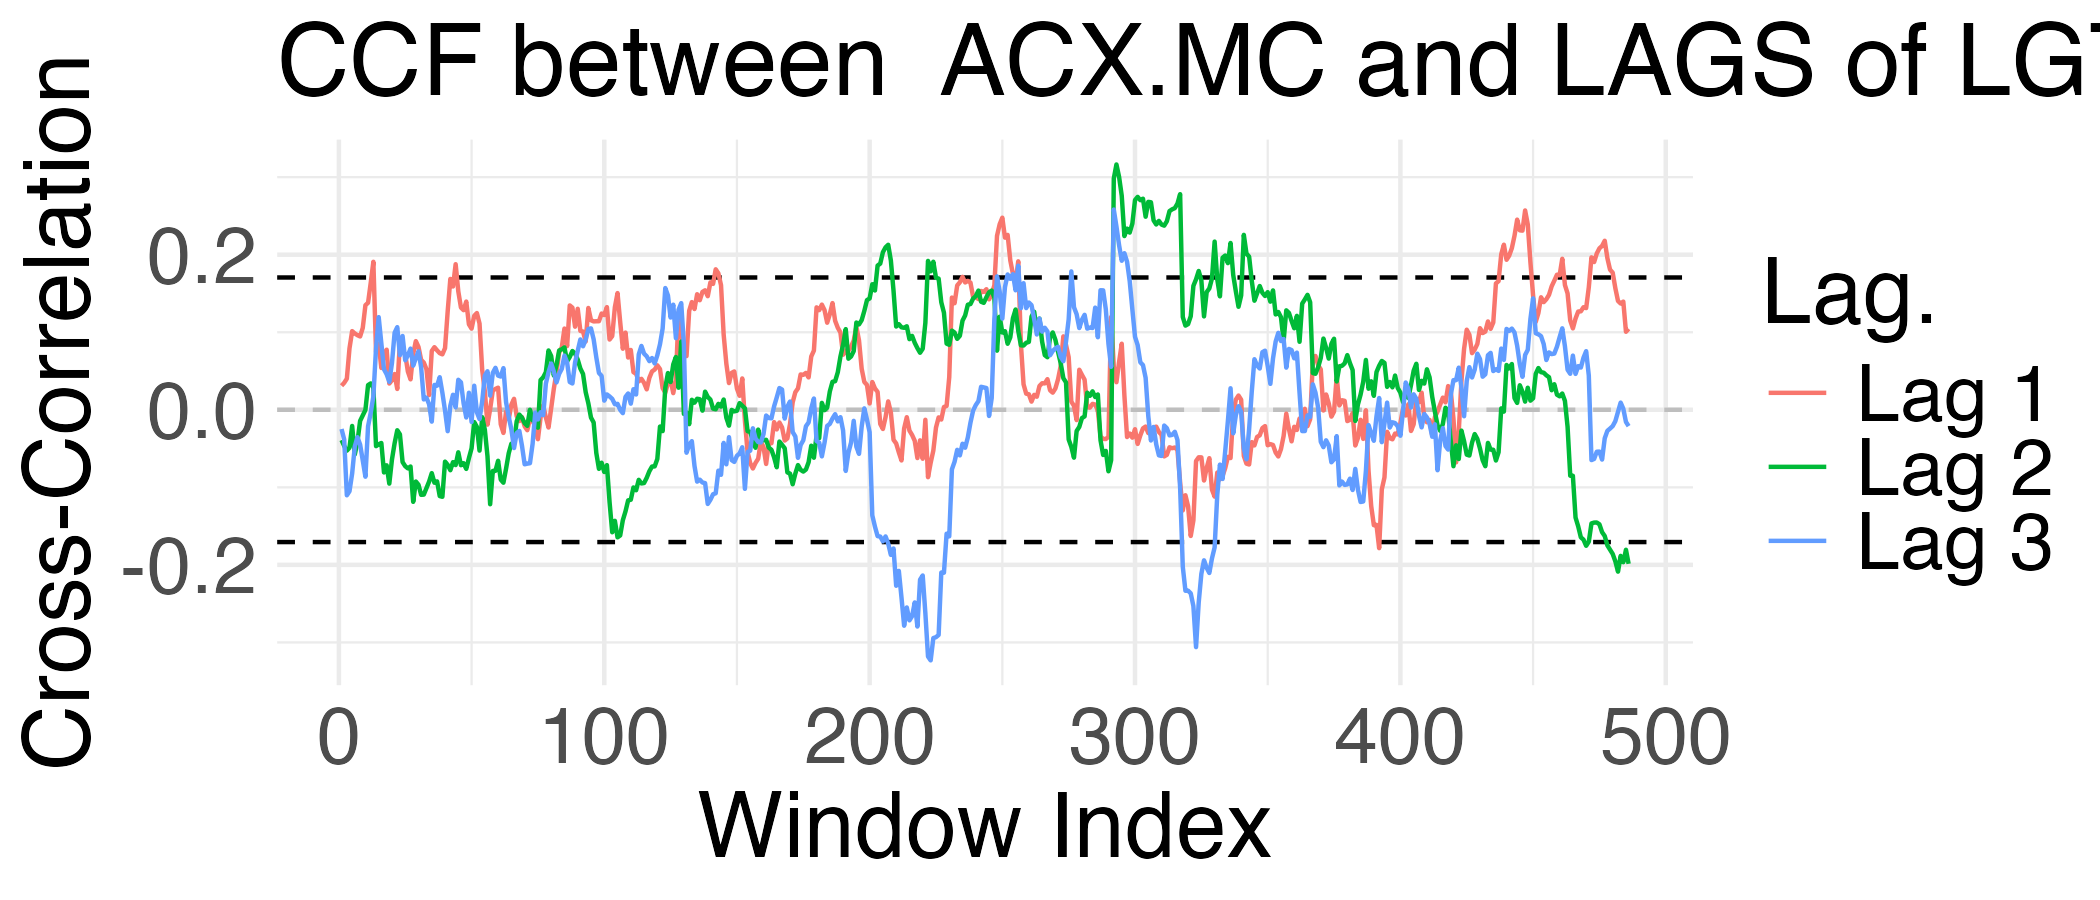 CCF between  ACX.MC and LAGS of LG
Cross-Correlation
0.2
0.0
-0.2
0
100
200
300
400
500
Window Index
Lag.
Lag 1
Lag 2
Lag 3